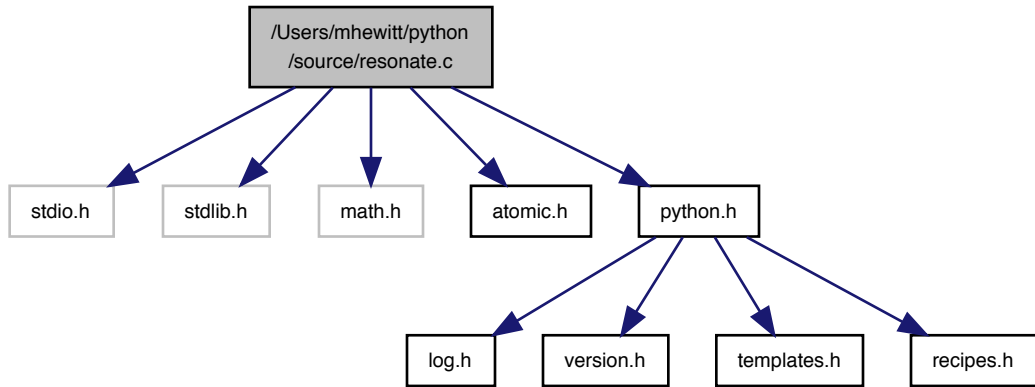 /Users/mhewitt/python
/source/resonate.c
stdio.h
stdlib.h
math.h
atomic.h
python.h
log.h
version.h
templates.h
recipes.h